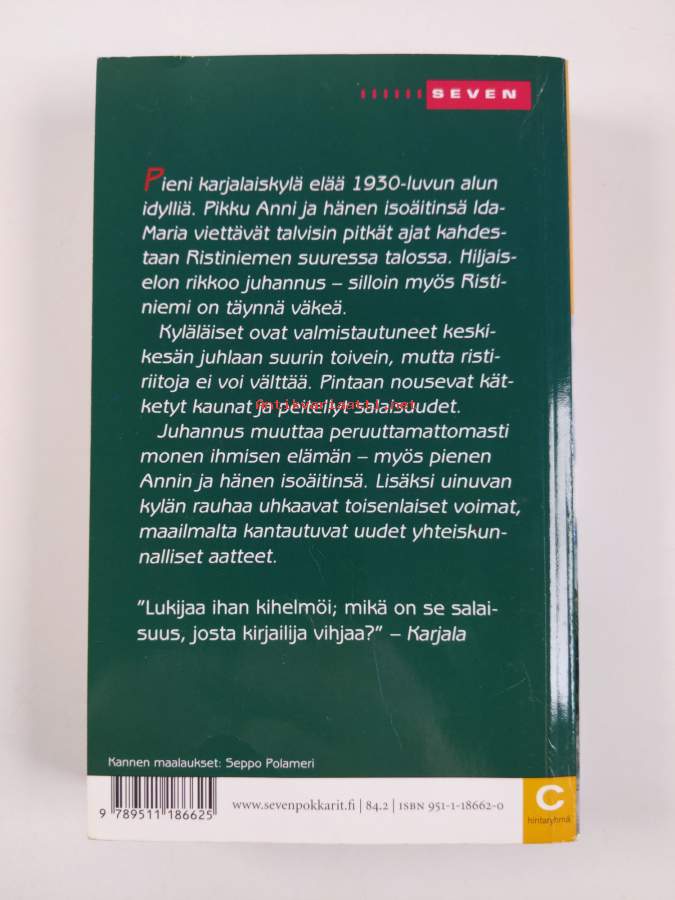 SEVEN
Pieni karjalaiskylä elää 1930-luvun alun
idylliä. Pikku Anni ja hänen isoäitinsä Ida-
Maria viettävät talvisin pitkät ajat kahdes-
taan Ristiniemen suuressa talossa. Hiljais-
elon rikkoo juhannus – silloin myös Risti-
niemi on täynnä väkeä.
Kyläläiset ovat valmistautuneet keski-
kesän juhlaan suurin toivein, mutta risti-
riitoja ei voi välttää. Pintaan nousevat kät-
ketyt kaunat ja peitellyt salaisuudet.
Antikvariaatti.net
Juhannus muuttaa peruuttamattomasti
monen ihmisen elämän – myös pienen
Annin ja hänen isoäitinsä. Lisäksi uinuvan
kylän rauhaa uhkaavat toisenlaiset voimat,
maailmalta kantautuvat uudet yhteiskun-
nalliset aatteet.
”Lukijaa ihan kihelmöi; mikä on se salai-
suus, josta kirjailija vihjaa?” – Karjala
Kannen maalaukset: Seppo Polameri
9 789511 186625
www.sevenpokkarit.fi | 84.2 | ISBN 951-1-18662-0
C
hintaryhmä